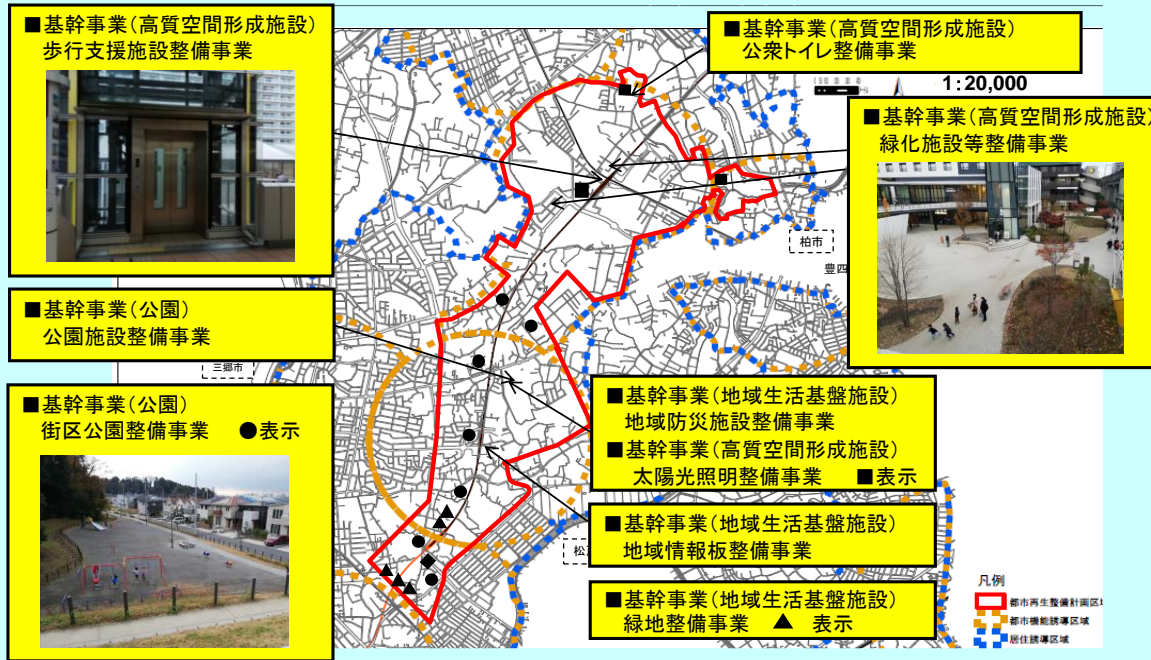 ■基幹事業(高質空間形成施設)
歩行支援施設整備事業
■基幹事業(高質空間形成施設)
公衆トイレ整備事業
1:20,000
■基幹事業(高質空間形成施設)
緑化施設等整備事業
柏市
豊四
■基幹事業(公園)
公園施設整備事業
三郷市
■基幹事業(公園)
街区公園整備事業 ●表示
■基幹事業(地域生活基盤施設)
地域防災施設整備事業
■基幹事業(高質空間形成施設)
太陽光照明整備事業 ■表示
■基幹事業(地域生活基盤施設)
地域情報板整備事業
■基幹事業(地域生活基盤施設)
緑地整備事業 ▲ 表示
凡例
都市再生整備計画区
都市機能誘導区域
居住誘導区域